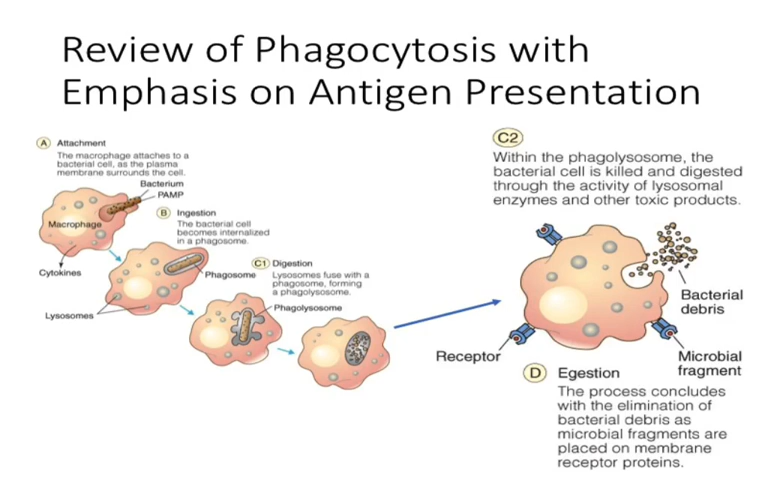 Review of Phagocytosis with
Emphasis on Antigen Presentation
A Attachment
The macrophage attaches to a
bacterial cell, as the plasma
membrane surrounds the cell.
Bacterium
PAMP
Macrophage
Cytokines
B Ingestion
The bacterial cell
becomes internalized
in a phagosome.
Phagosome
Lysosomes
C1 Digestion
Lysosomes fuse with a
phagosome, forming
a phagolysosome.
Phagolysosome
C2
Within the phagolysosome, the
bacterial cell is killed and digested
through the activity of lysosomal
enzymes and other toxic products.
Bacterial
debris
Receptor
Microbial
fragment
D Egestion
The process concludes
with the elimination of
bacterial debris as
microbial fragments are
placed on membrane
receptor proteins.